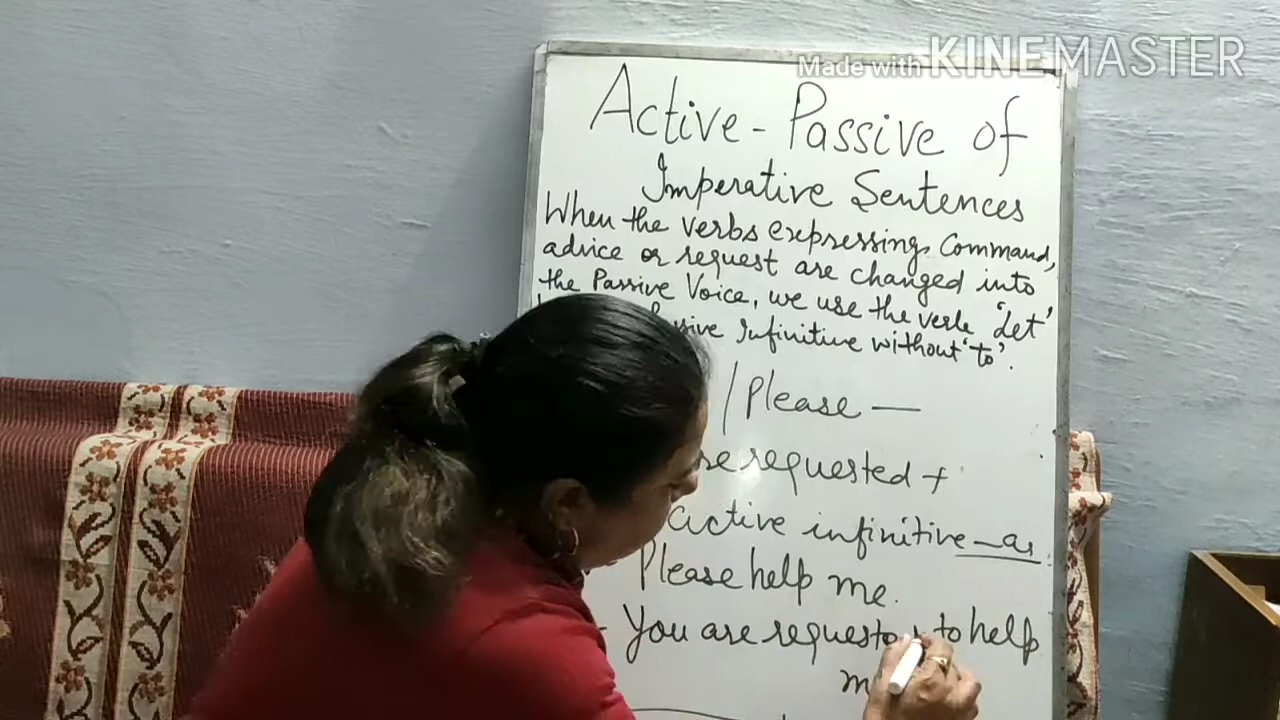 Made with KINEMASTER
Active - Passive of
Imperative Sentences
When the verbs expressing Command,
advice or request are changed into
the Passive Voice, we use the verb 'Let'
Infinitive without 'to'.
/ Please —
requested +
active infinitive – as
Please help me.
- You are to help